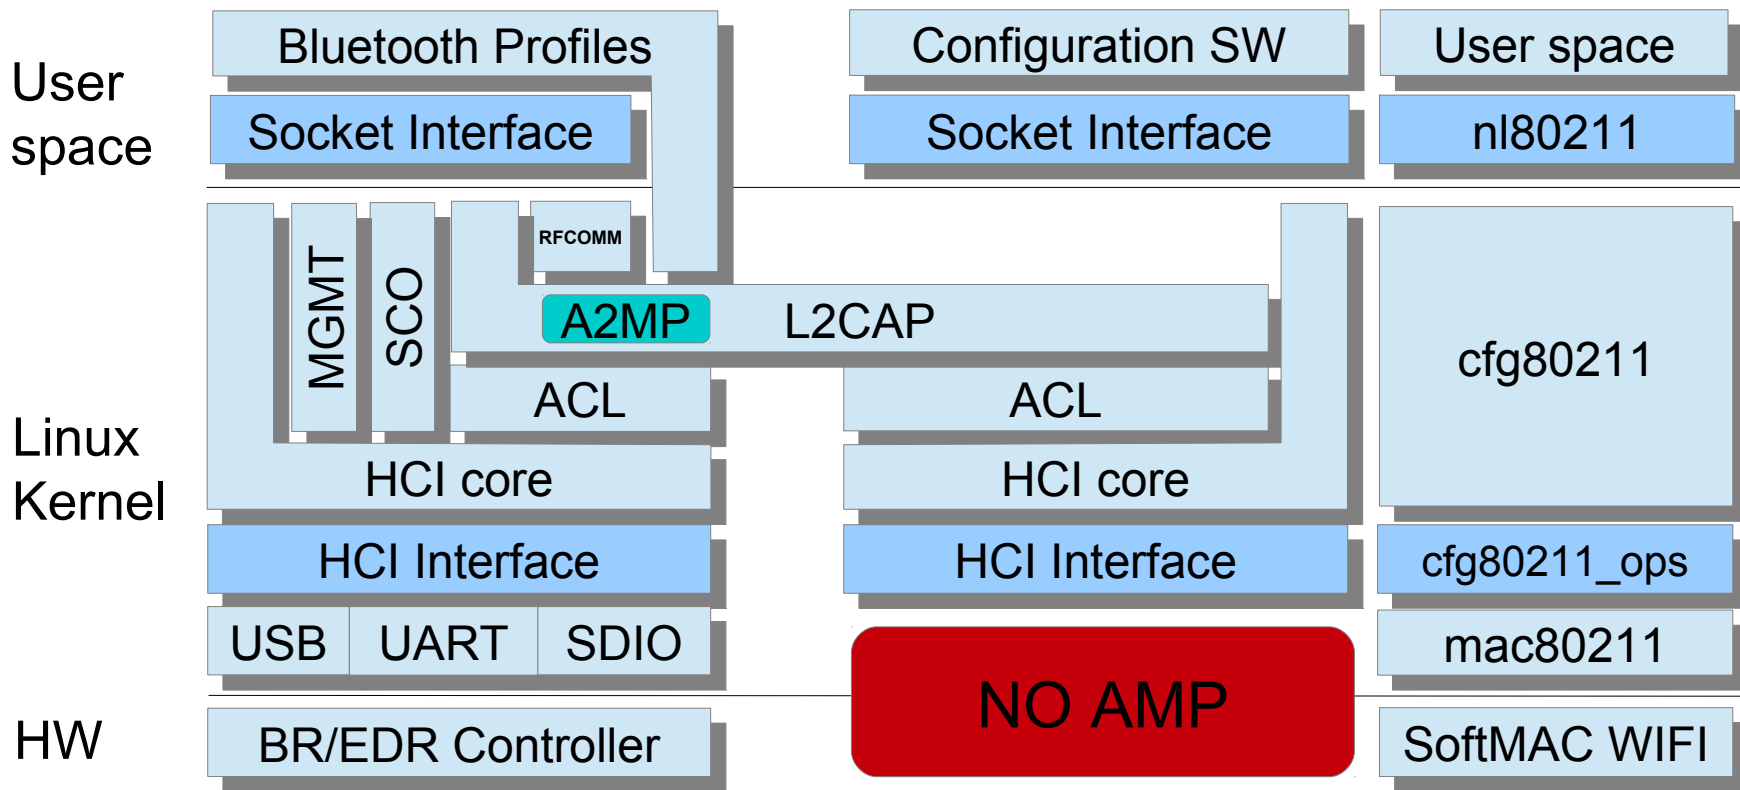 User
space
Bluetooth Profiles
Configuration SW
User space
Socket Interface
Socket Interface
nl80211
Linux
Kernel
MGMT
SCO
RFCOMM
A2MP
L2CAP
cfg80211
ACL
ACL
HCI core
HCI core
HCI Interface
HCI Interface
cfg80211_ops
USB
UART
SDIO
NO AMP
mac80211
HW
BR/EDR Controller
SoftMAC WIFI